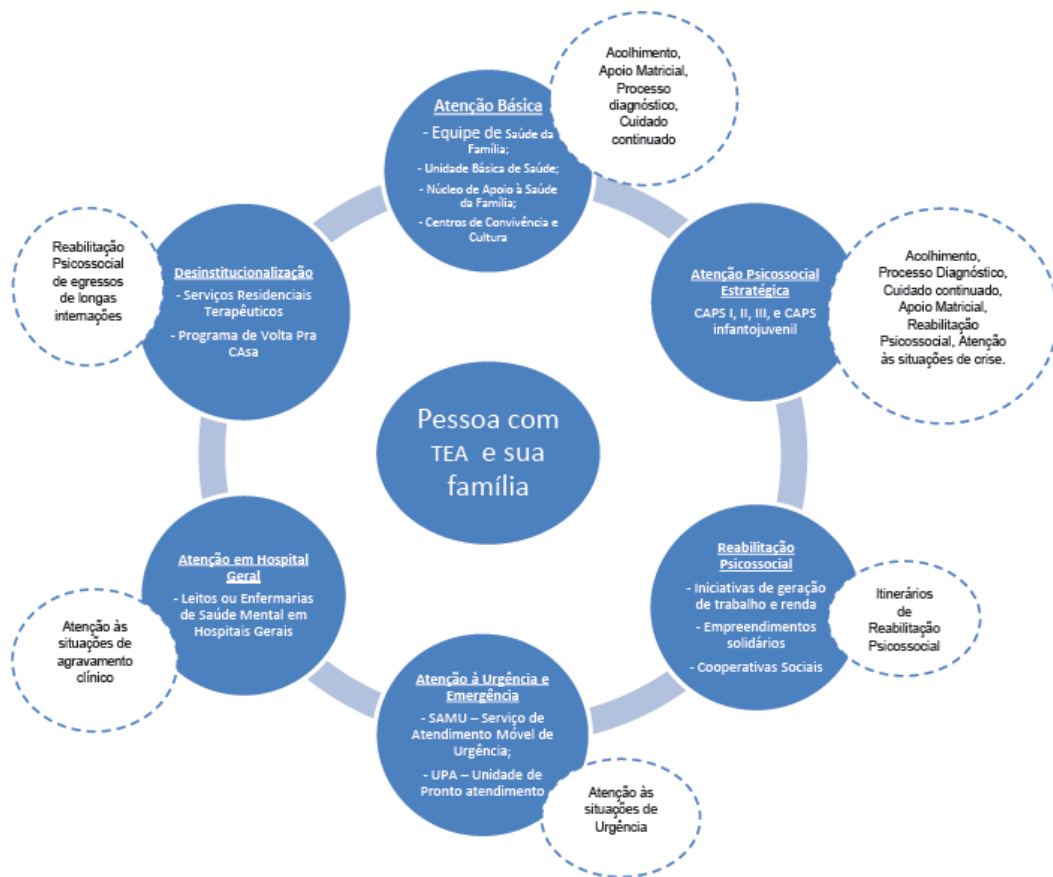 Acolhimento,
Apoio Matricial,
Processo
diagnóstico,
Cuidado
continuado
Atenção Básica
- Equipe de Saúde da
Família;
- Unidade Básica de Saúde;
- Núcleo de Apoio à Saúde
da Família;
- Centros de Convivência e
Cultura
Reabilitação
Psicossocial
de egressos
de longas
internações
Desinstitucionalização
- Serviços Residenciais
Terapêuticos
- Programa de Volta Pra
CAsa
Atenção Psicossocial
Estratégica
CAPS I, II, III, e CAPS
infantojuvenil
Acolhimento,
Processo Diagnóstico,
Cuidado continuado,
Apoio Matricial,
Reabilitação
Psicossocial, Atenção
às situações de crise.
Pessoa com
TEA e sua
família
Atenção em Hospital
Geral
- Leitos ou Enfermarias
de Saúde Mental em
Hospitais Gerais
Atenção às
situações de
agravamento
clínico
Reabilitação
Psicossocial
- Iniciativas de geração
de trabalho e renda
- Empreendimentos
solidários
- Cooperativas Sociais
Itinerários
de
Reabilitação
Psicossocial
Atenção à Urgência e
Emergência
- SAMU – Serviço de
Atendimento Móvel de
Urgência;
- UPA – Unidade de
Pronto atendimento
Atenção às
situações de
Urgência